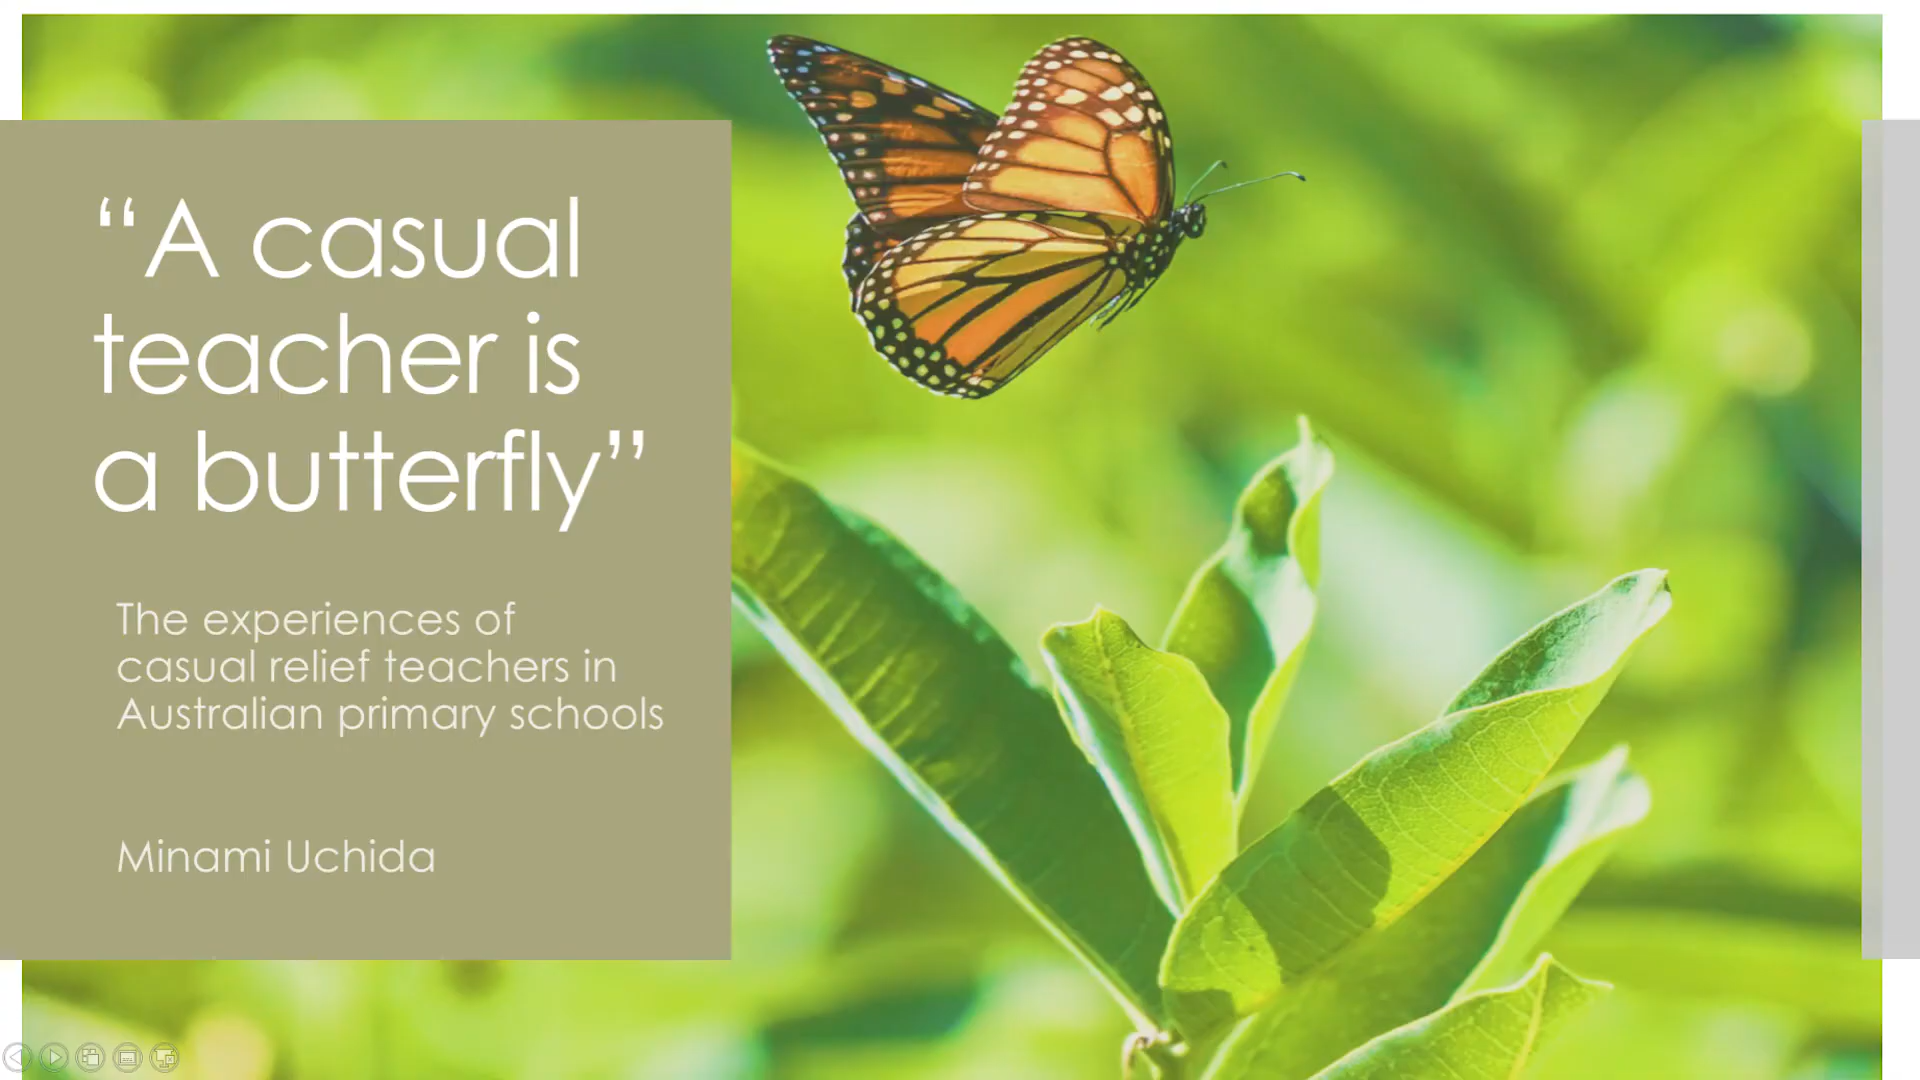 “A casual
teacher is
a butterfly”
The experiences of
casual relief teachers in
Australian primary schools
Minami Uchida